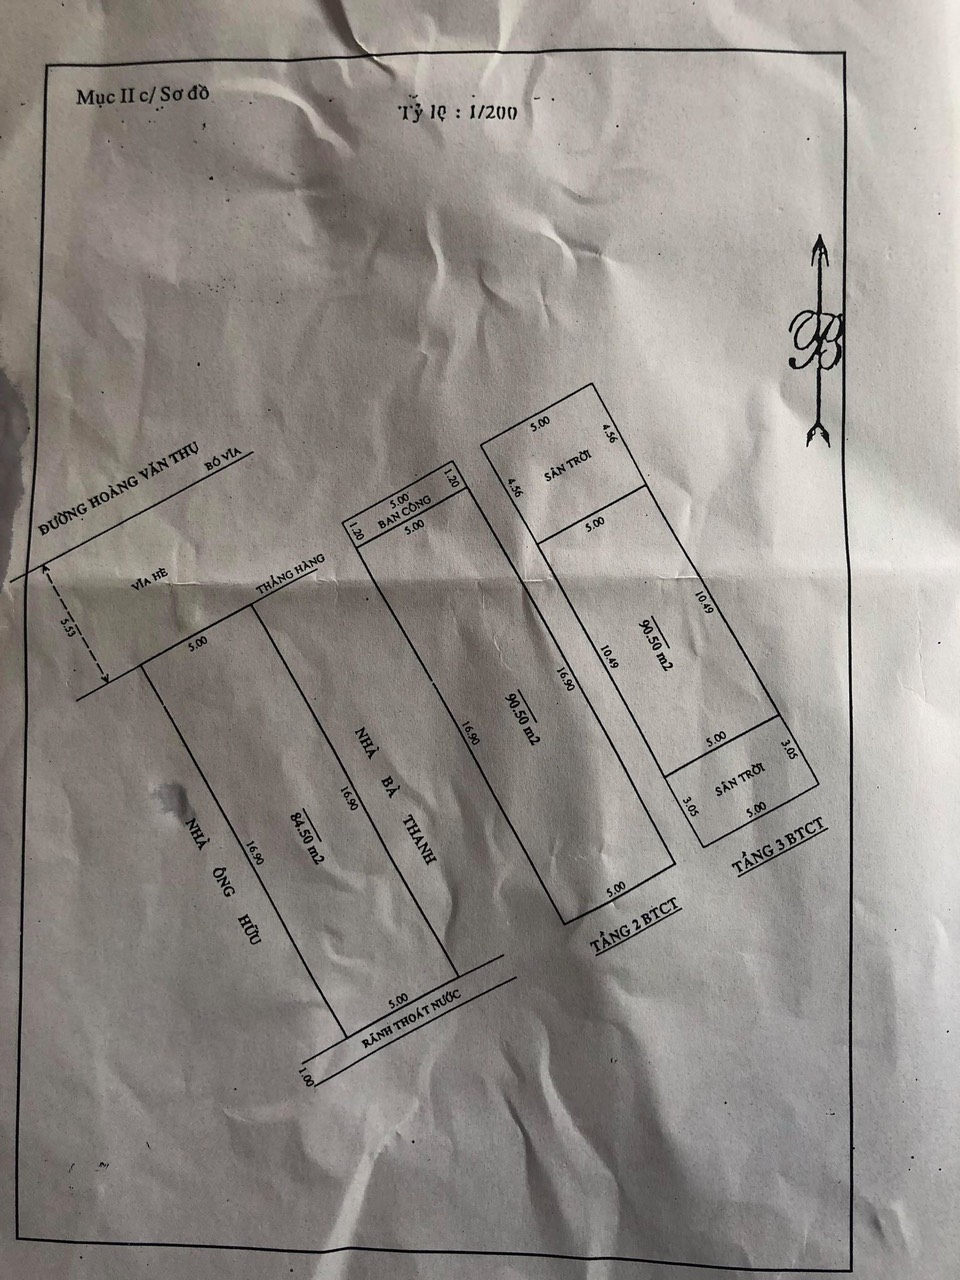 Mục II c/ Sơ đồ
Tỷ lệ : 1/200
B
ĐƯỜNG HOÀNG VĂN THỤ
BÓ VỈA
VỈA HÈ
5.53
THẲNG HÀNG
5.00
16.90
84.50 m2
16.90
NHÀ ÔNG HỮU
NHÀ BÀ THANH
5.00
RÃNH THOÁT NƯỚC
1.00
5.00
1.20
1.20
BAN CÔNG
5.00
16.90
90.50 m2
16.90
5.00
TẦNG 2 BTCT
5.00
4.56
4.56
SÂN TRỜI
5.00
10.49
10.49
90.50 m2
5.00
3.05
3.05
SÂN TRỜI
5.00
TẦNG 3 BTCT